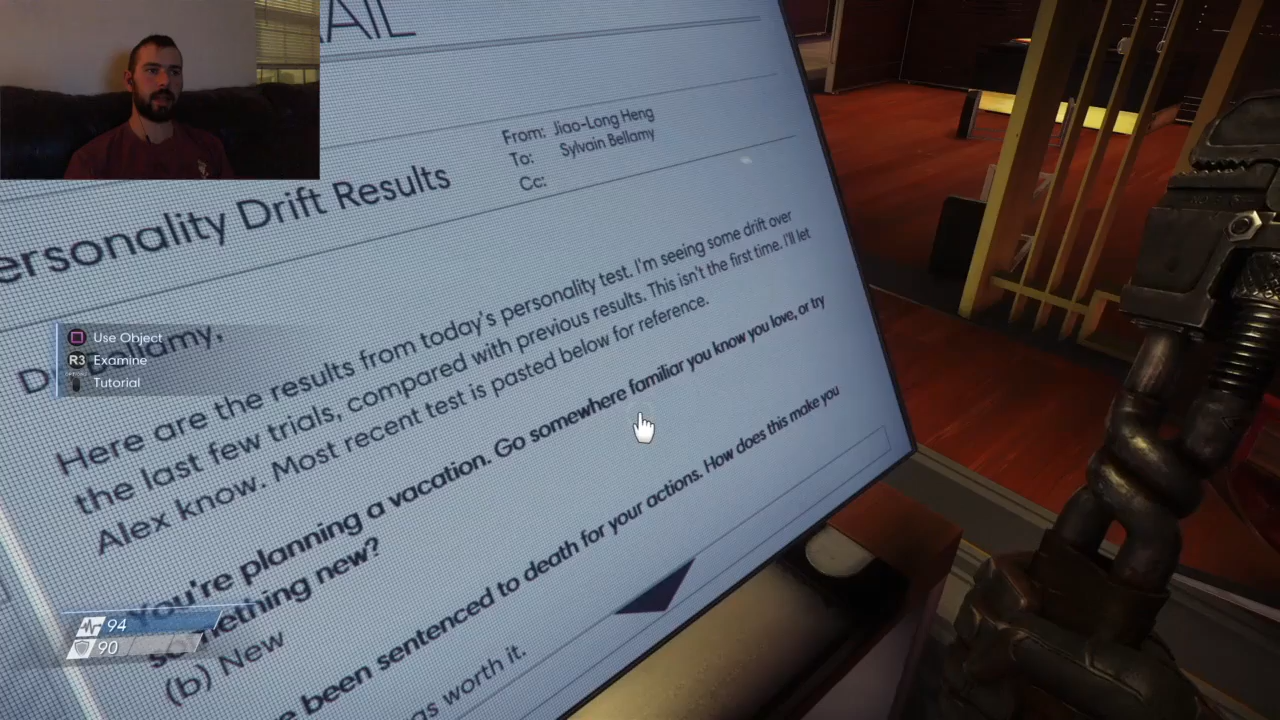 AIL
From: Jiao-Long Heng
To: Sylvain Bellamy
Cc:
ersonality Drift Results
Bellamy,
Here are the results from today's personality test. I'm seeing some drift over
the last few trials, compared with previous results. This isn't the first time. I'll let
Alex know. Most recent test is pasted below for reference.
You're planning a vacation. Go somewhere familiar you know you love, or try
something new?
(b) New
been sentenced to death for your actions. How does this make you
as worth it.
Use Object
R3 Examine
Tutorial
94
90